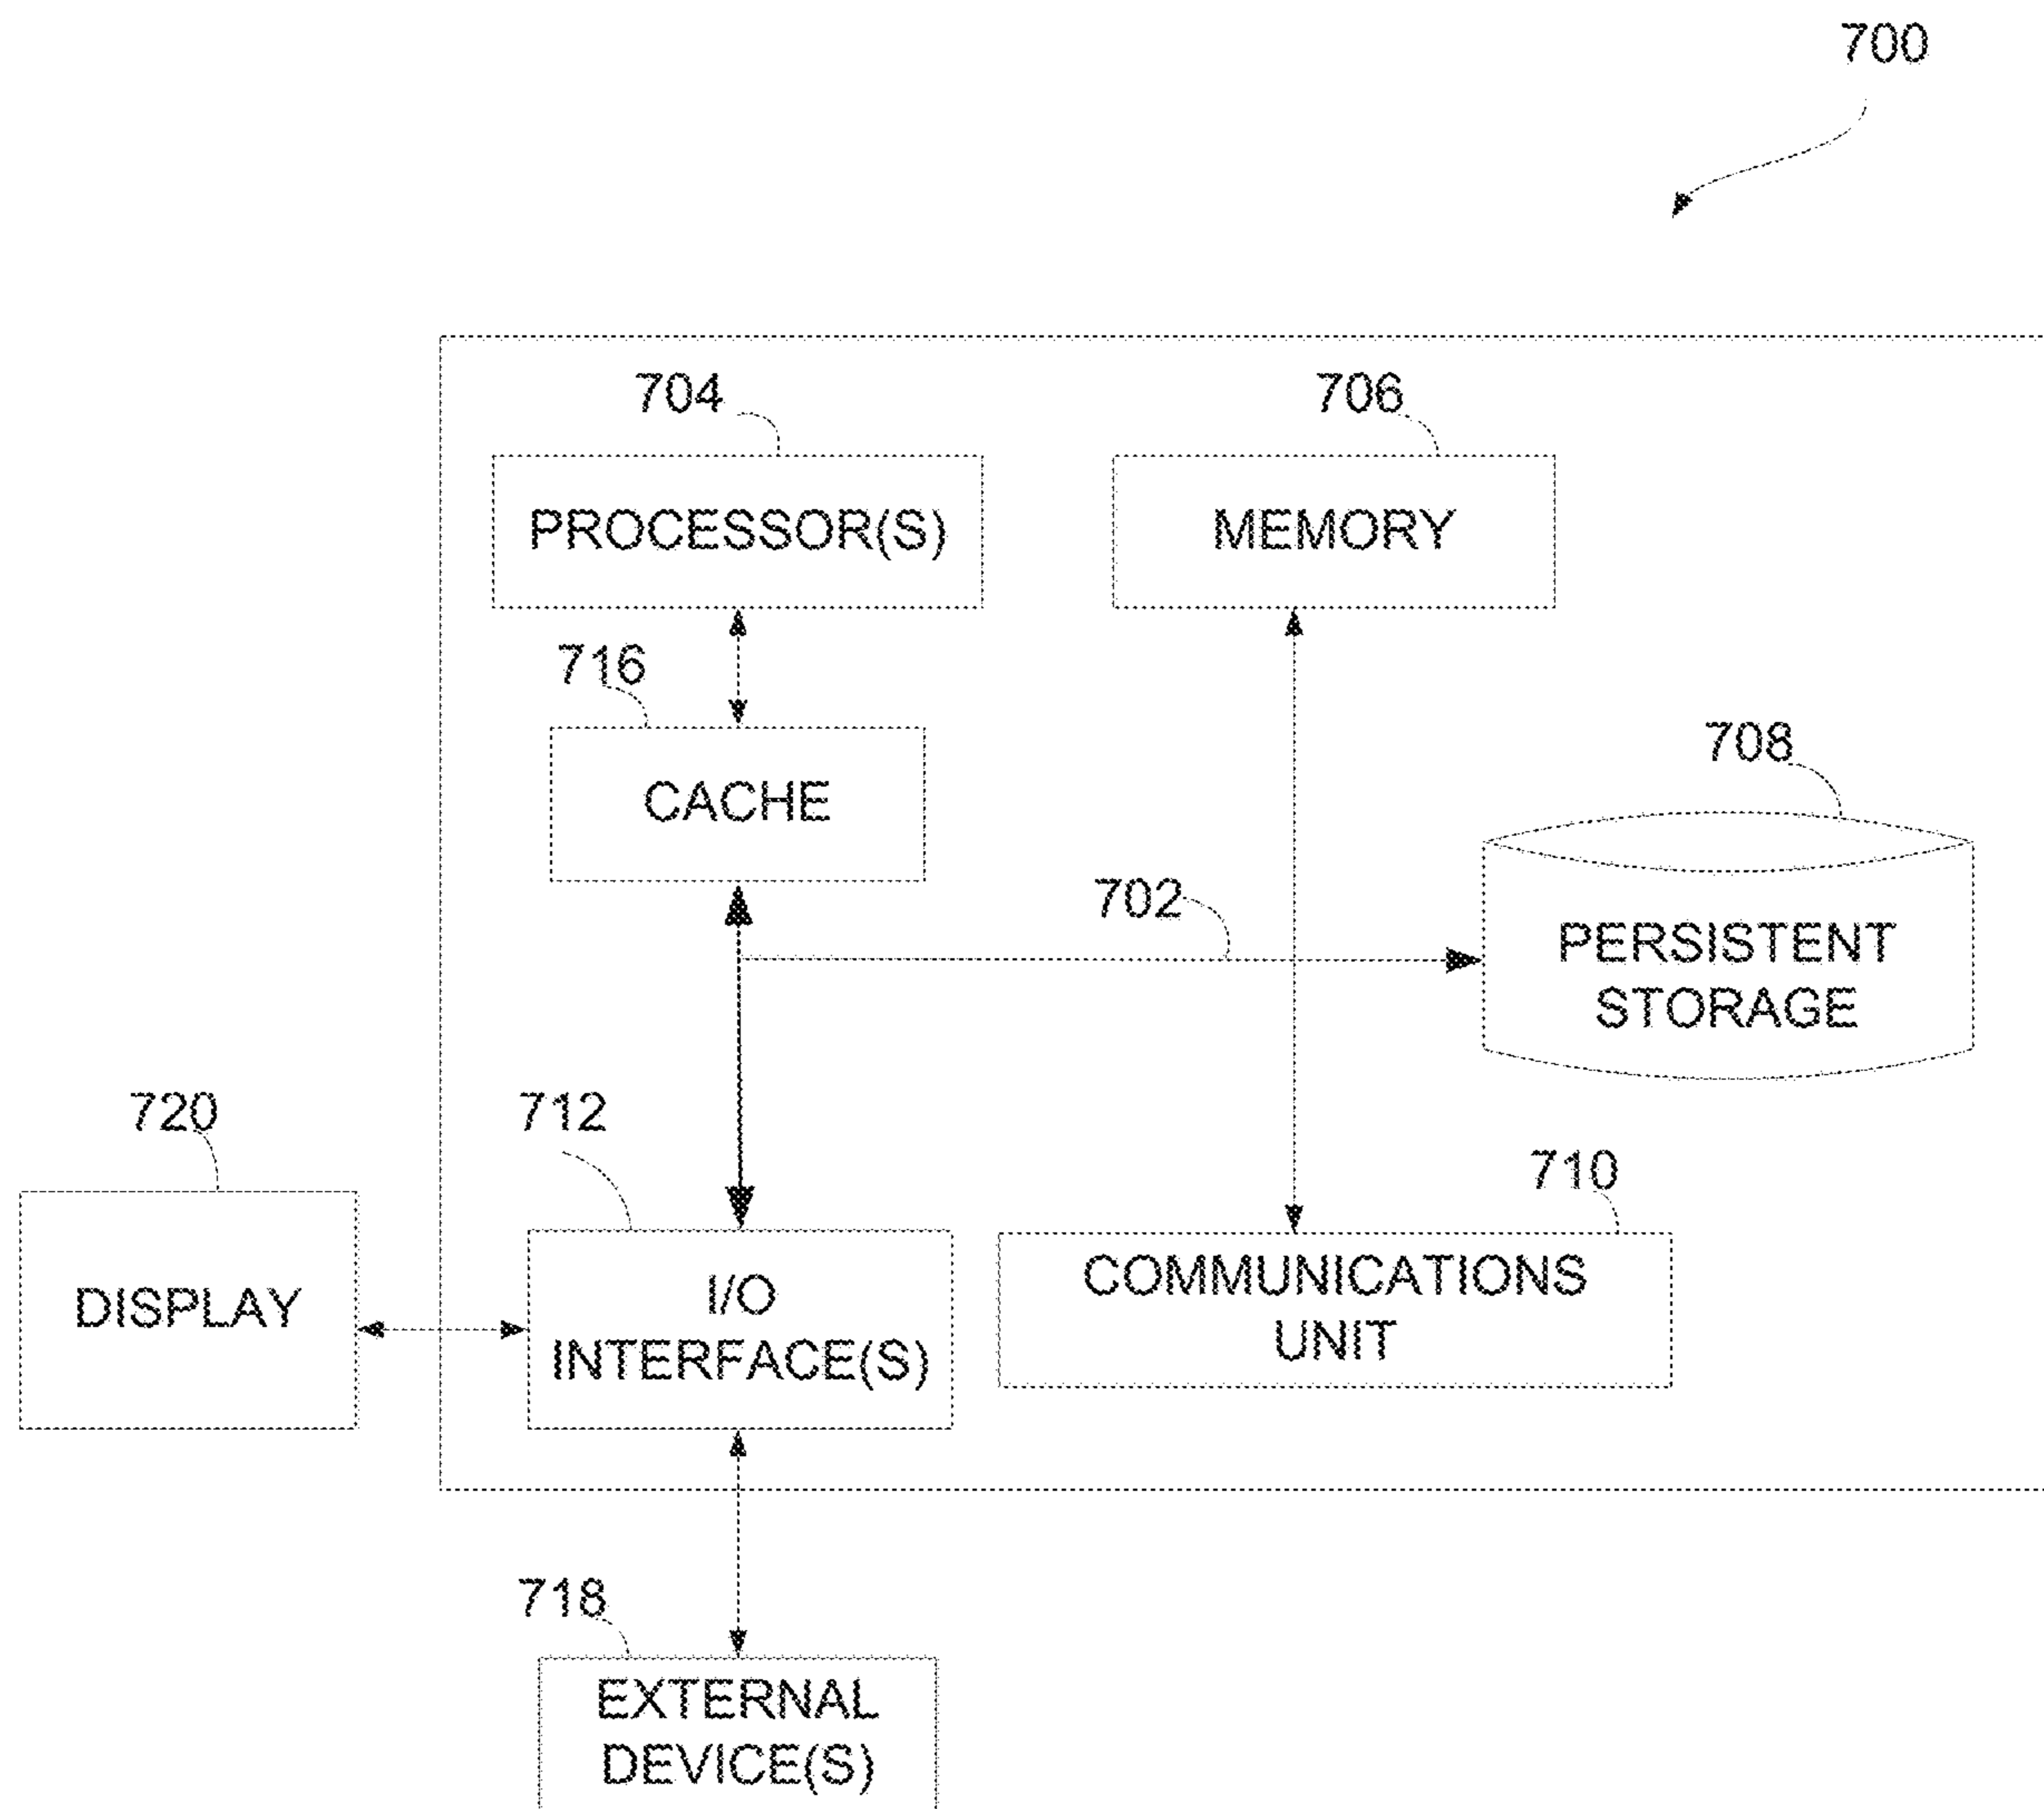 700
704
706
PROCESSOR(S)
MEMORY
716
CACHE
708
702
PERSISTENT
STORAGE
720
712
710
DISPLAY
I/O
INTERFACE(S)
COMMUNICATIONS
UNIT
718
EXTERNAL
DEVICE(S)